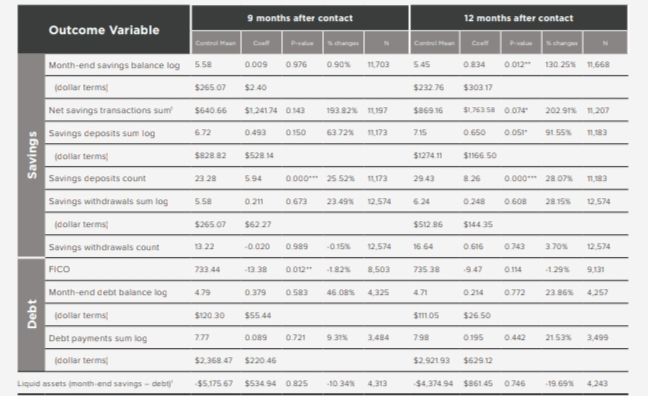 Outcome Variable 9 months after contact 12 months after contact
Control Mean Coeff P-value % changes N Control Mean Coeff P-value % changes N
Savings
Month-end savings balance log 5.58 0.009 0.976 0.90% 11,703 5.45 0.834 0.012** 130.25% 11,668
(dollar terms) $265.07 $2.40 $232.76 $303.17
Net savings transactions sum‡ $640.66 $1,241.74 0.143 193.82% 11,197 $869.16 $1,763.58 0.074* 202.91% 11,207
Savings deposits sum log 6.72 0.493 0.150 63.72% 11,173 7.15 0.650 0.051* 91.55% 11,183
(dollar terms) $828.82 $528.14 $1274.11 $1166.50
Savings deposits count 23.28 5.94 0.000*** 25.52% 11,173 29.43 8.26 0.000*** 28.07% 11,183
Savings withdrawals sum log 5.58 0.211 0.673 23.49% 12,574 6.24 0.248 0.608 28.15% 12,574
(dollar terms) $265.07 $62.27 $512.86 $144.35
Savings withdrawals count 13.22 -0.020 0.989 -0.15% 12,574 16.64 0.616 0.743 3.70% 12,574
Debt
FICO 733.44 -13.38 0.012** -1.82% 8,503 735.38 -9.47 0.114 -1.29% 9,131
Month-end debt balance log 4.79 0.379 0.583 46.08% 4,325 4.71 0.214 0.772 23.86% 4,257
(dollar terms) $120.30 $55.44 $111.05 $26.50
Debt payments sum log 7.77 0.089 0.721 9.31% 3,484 7.98 0.195 0.442 21.53% 3,499
(dollar terms) $2,368.47 $220.46 $2,921.93 $629.12
Liquid assets (month-end savings – debt)‡ -$5,175.67 $534.94 0.825 -10.34% 4,313 -$4,374.94 $861.45 0.746 -19.69% 4,243